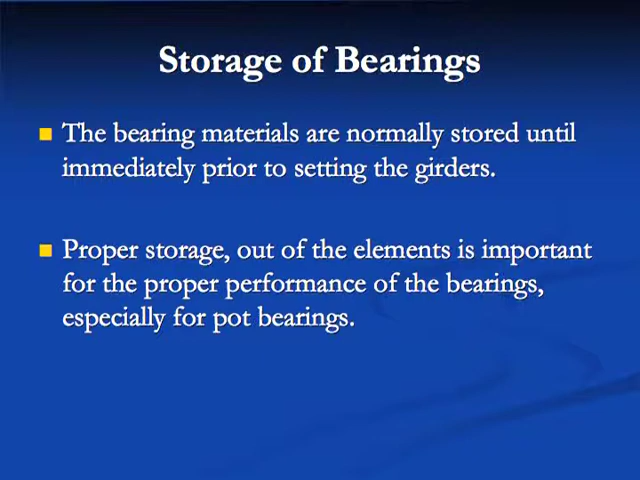 Storage of Bearings
The bearing materials are normally stored until
immediately prior to setting the girders.
Proper storage, out of the elements is important
for the proper performance of the bearings,
especially for pot bearings.